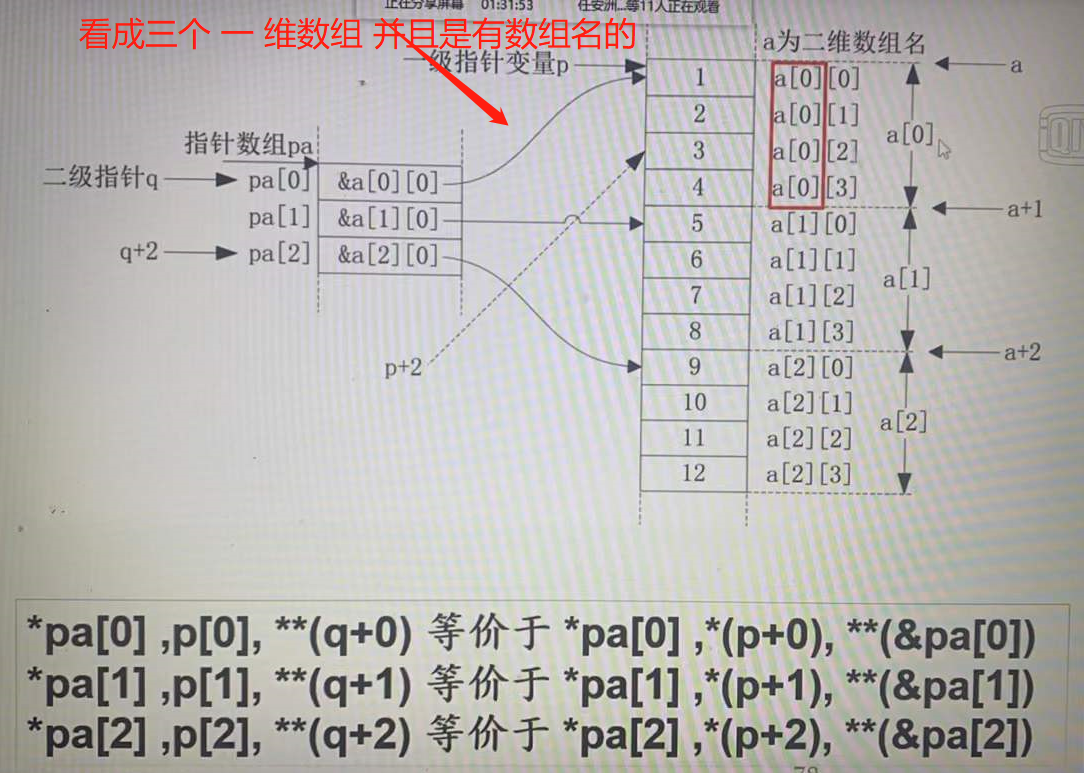 正在分享屏幕 01:31:53 在安洲...等11人正在观看
看成三个 一 维数组 并且是有数组名的
a为二维数组名
一级指针变量p
1 a[0][0] a
2 a[0][1]
3 a[0][2] a[0]
4 a[0][3]
a+1
指针数组pa
二级指针q pa[0] &a[0][0]
pa[1] &a[1][0]
q+2 pa[2] &a[2][0]
p+2
5 a[1][0]
6 a[1][1]
7 a[1][2] a[1]
8 a[1][3]
a+2
9 a[2][0]
10 a[2][1]
11 a[2][2] a[2]
12 a[2][3]
*pa[0] ,p[0], **(q+0) 等价于 *pa[0] ,*(p+0), **(&pa[0])
*pa[1] ,p[1], **(q+1) 等价于 *pa[1] ,*(p+1), **(&pa[1])
*pa[2] ,p[2], **(q+2) 等价于 *pa[2] ,*(p+2), **(&pa[2])